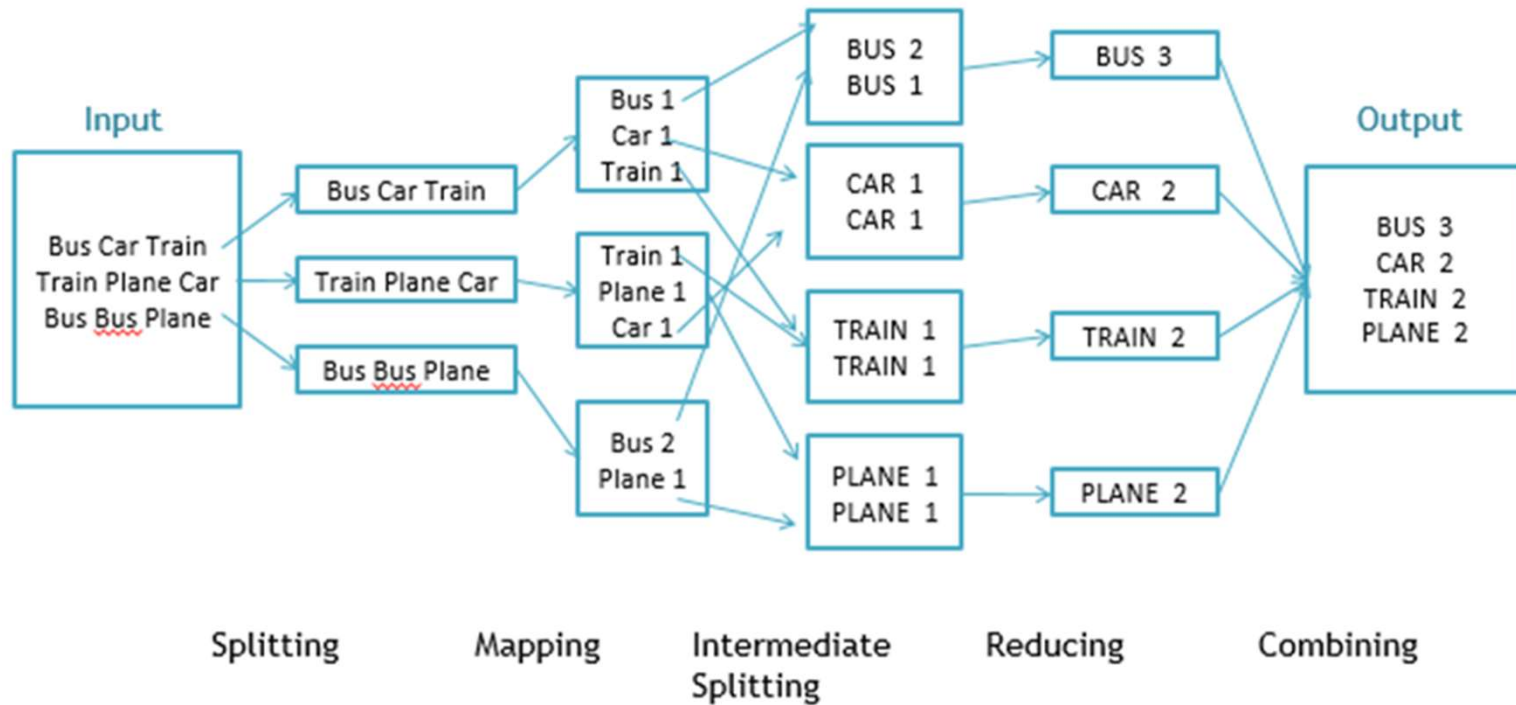 Input
Bus Car Train
Train Plane Car
Bus Bus Plane
Bus Car Train
Train Plane Car
Bus Bus Plane
Bus 1
Car 1
Train 1
Train 1
Plane 1
Car 1
Bus 2
Plane 1
BUS 2
BUS 1
CAR 1
CAR 1
TRAIN 1
TRAIN 1
PLANE 1
PLANE 1
BUS 3
CAR 2
TRAIN 2
PLANE 2
Output
BUS 3
CAR 2
TRAIN 2
PLANE 2
Splitting
Mapping
Intermediate
Splitting
Reducing
Combining